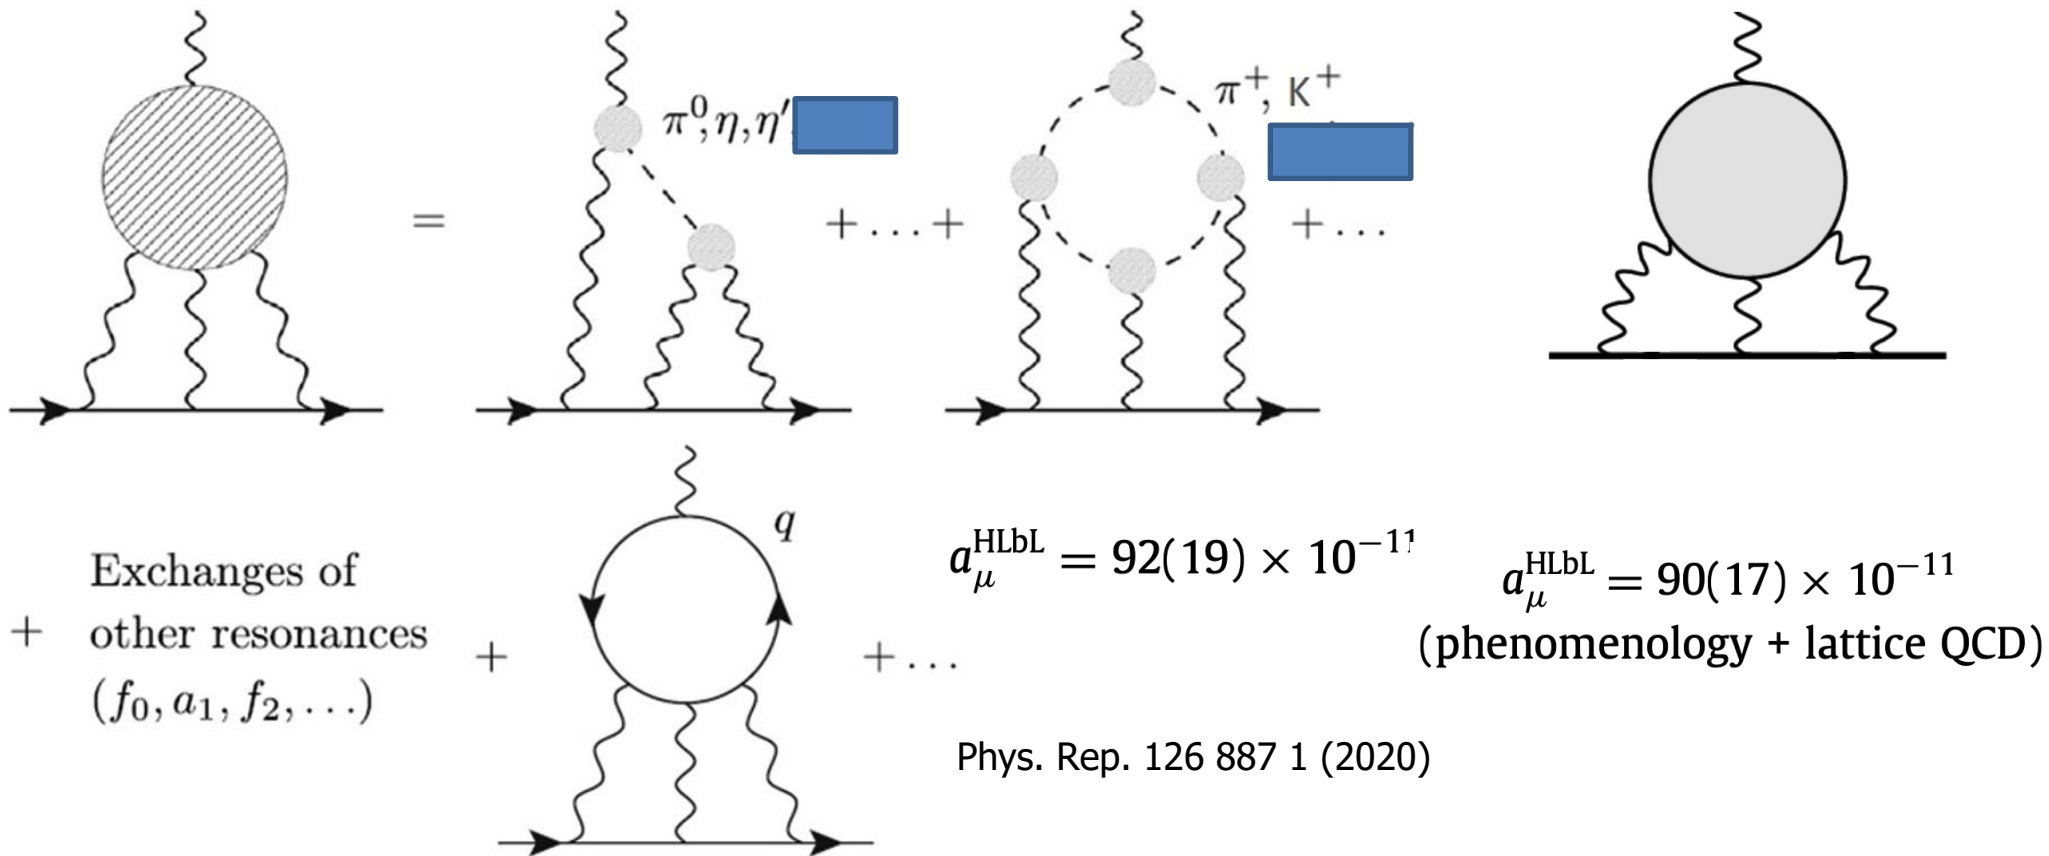 π⁰, η, η′
π⁺, K⁺
=
+ ... +
+ ...
+
Exchanges of
other resonances
(f₀, a₁, f₂, ...)
+
q
+ ...
a_μ^HLbL = 92(19) × 10⁻¹¹
a_μ^HLbL = 90(17) × 10⁻¹¹
(phenomenology + lattice QCD)
Phys. Rep. 126 887 1 (2020)